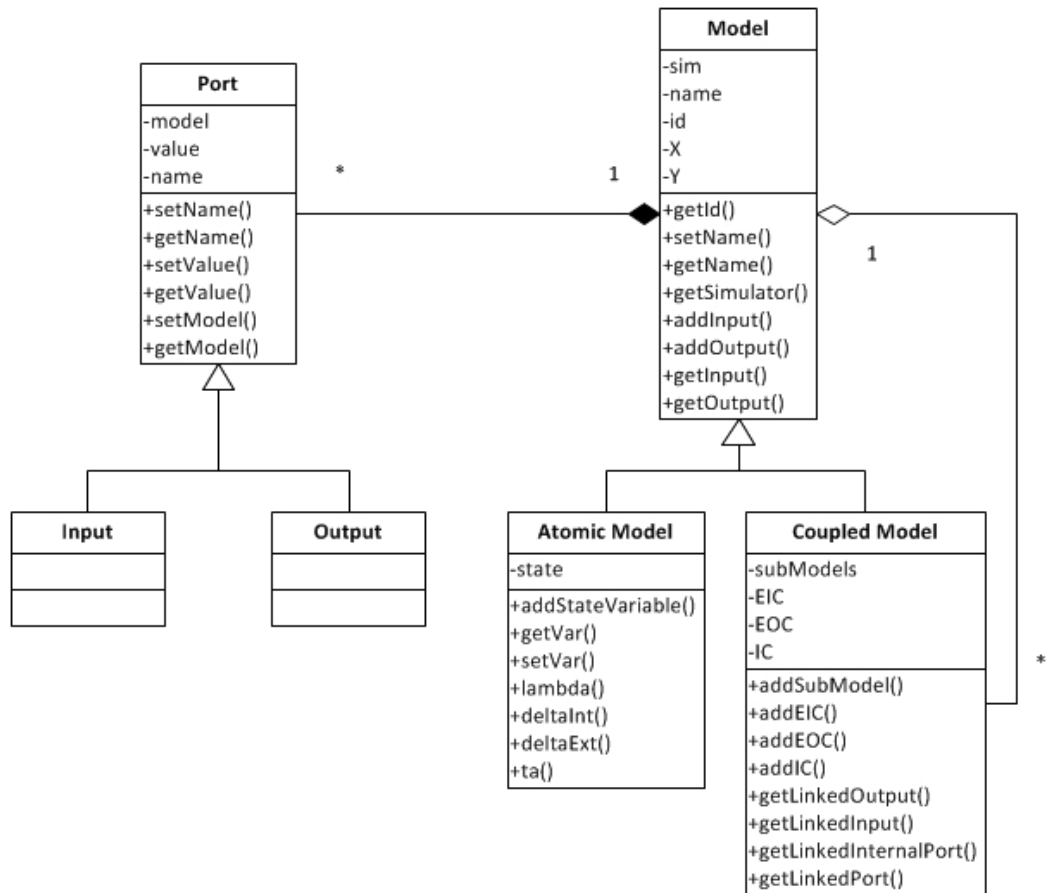 Model
-sim
-name
-id
-X
-Y
+getId()
+setName()
+getName()
+getSimulator()
+addInput()
+addOutput()
+getInput()
+getOutput()
Port
-model
-value
-name
+setName()
+getName()
+setValue()
+getValue()
+setModel()
+getModel()
*
1
1
*
Input
Output
Atomic Model
-state
+addStateVariable()
+getVar()
+setVar()
+lambda()
+deltaInt()
+deltaExt()
+ta()
Coupled Model
-subModels
-EIC
-EOC
-IC
+addSubModel()
+addEIC()
+addEOC()
+addIC()
+getLinkedOutput()
+getLinkedInput()
+getLinkedInternalPort()
+getLinkedPort()